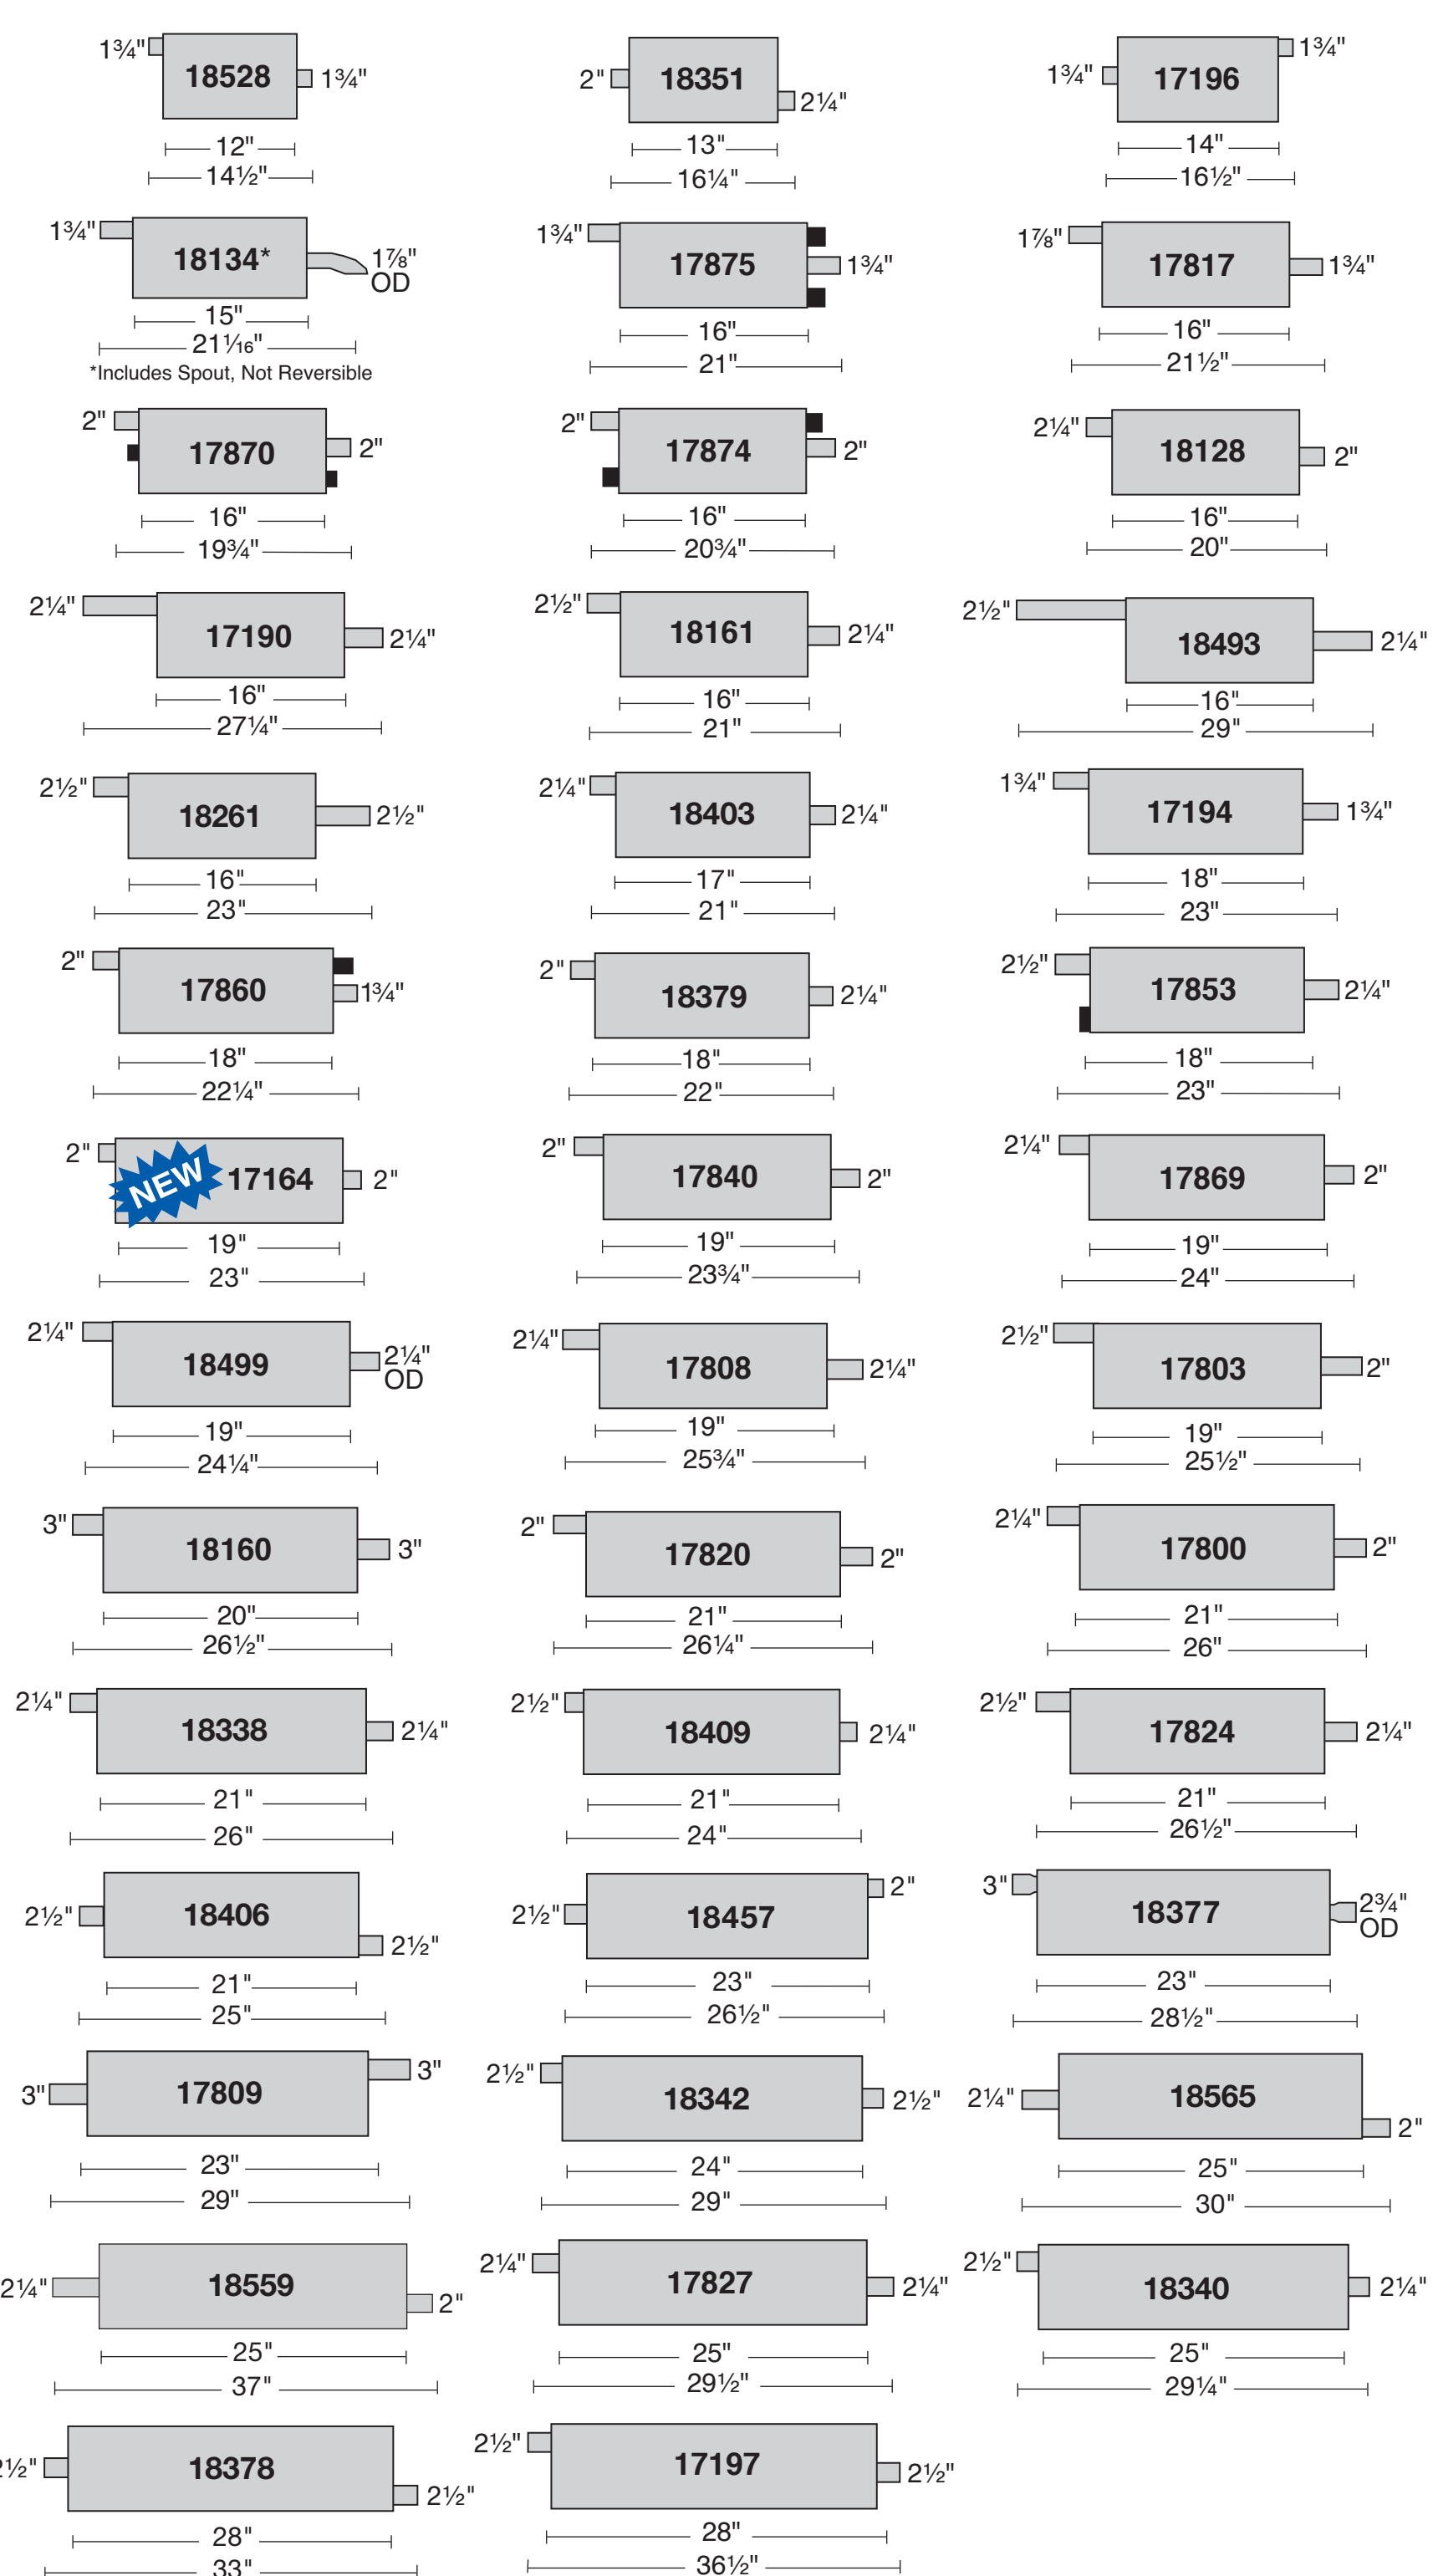 1¾" 18528 1¾"
12"
14½"
2" 18351 2¼"
13"
16¼"
1¾" 17196 1¾"
14"
16½"
1¾" 18134* 1⅞"
OD
15"
21 1⁄16"
*Includes Spout, Not Reversible
1¾" 17875 1¾"
16"
21"
1⅞" 17817 1¾"
16"
21½"
2" 17870 2"
16"
19¾"
2" 17874 2"
16"
20¾"
2¼" 18128 2"
16"
20"
2¼" 17190 2¼"
16"
27¼"
2½" 18161 2¼"
16"
21"
2½" 18493 2¼"
16"
29"
2½" 18261 2½"
16"
23"
2¼" 18403 2¼"
17"
21"
1¾" 17194 1¾"
18"
23"
2" 17860 1¾"
18"
22¼"
2" 18379 2¼"
18"
22"
2½" 17853 2¼"
18"
23"
2" NEW 17164 2"
19"
23"
2" 17840 2"
19"
23¾"
2¼" 17869 2"
19"
24"
2¼" 18499 2¼"
OD
19"
24¼"
2¼" 17808 2¼"
19"
25¾"
2½" 17803 2"
19"
25½"
3" 18160 3"
20"
26½"
2" 17820 2"
21"
26¼"
2¼" 17800 2"
21"
26"
2¼" 18338 2¼"
21"
26"
2½" 18409 2¼"
21"
24"
2½" 17824 2¼"
21"
26½"
2½" 18406 2½"
21"
25"
2½" 18457 2"
23"
26½"
3" 18377 2¾"
OD
23"
28½"
3" 17809 3"
23"
29"
2½" 18342 2½"
24"
29"
2¼" 18565 2"
25"
30"
2¼" 18559 2"
25"
37"
2¼" 17827 2¼"
25"
29½"
2½" 18340 2¼"
25"
29¼"
2½" 18378 2½"
28"
33"
2½" 17197 2½"
28"
36½"